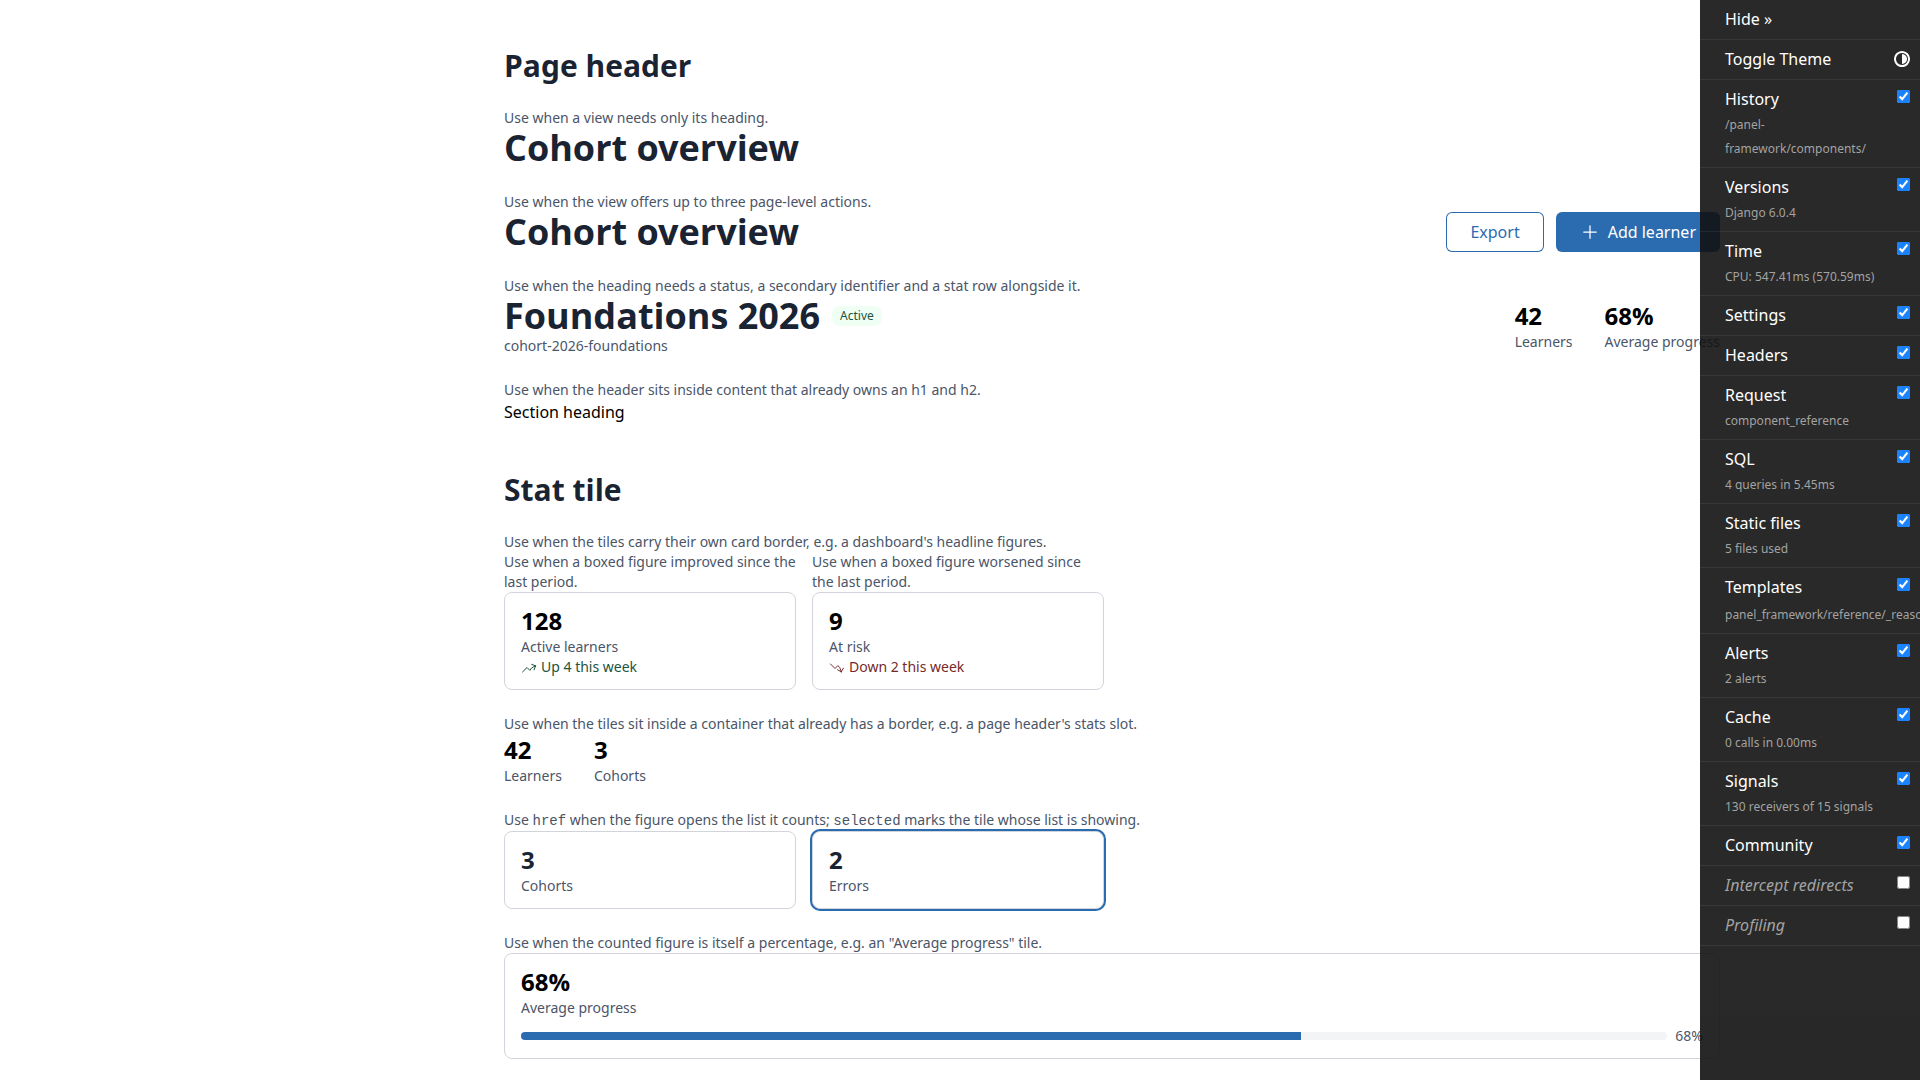 Page header
Use when a view needs only its heading.
Cohort overview
Use when the view offers up to three page-level actions.
Cohort overview
Export
Add learner
Use when the heading needs a status, a secondary identifier and a stat row alongside it.
Foundations 2026
Active
cohort-2026-foundations
42
Learners
68%
Average progress
Use when the header sits inside content that already owns an h1 and h2.
Section heading
Stat tile
Use when the tiles carry their own card border, e.g. a dashboard's headline figures.
Use when a boxed figure improved since the
last period.
128
Active learners
Up 4 this week
Use when a boxed figure worsened since
the last period.
9
At risk
Down 2 this week
Use when the tiles sit inside a container that already has a border, e.g. a page header's stats slot.
42
Learners
3
Cohorts
Use href when the figure opens the list it counts; selected marks the tile whose list is showing.
3
Cohorts
2
Errors
Use when the counted figure is itself a percentage, e.g. an "Average progress" tile.
68%
Average progress
68%
Hide »
Toggle Theme
History
/panel-
framework/components/
Versions
Django 6.0.4
Time
CPU: 547.41ms (570.59ms)
Settings
Headers
Request
component_reference
SQL
4 queries in 5.45ms
Static files
5 files used
Templates
panel_framework/reference/_reasc
Alerts
2 alerts
Cache
0 calls in 0.00ms
Signals
130 receivers of 15 signals
Community
Intercept redirects
Profiling